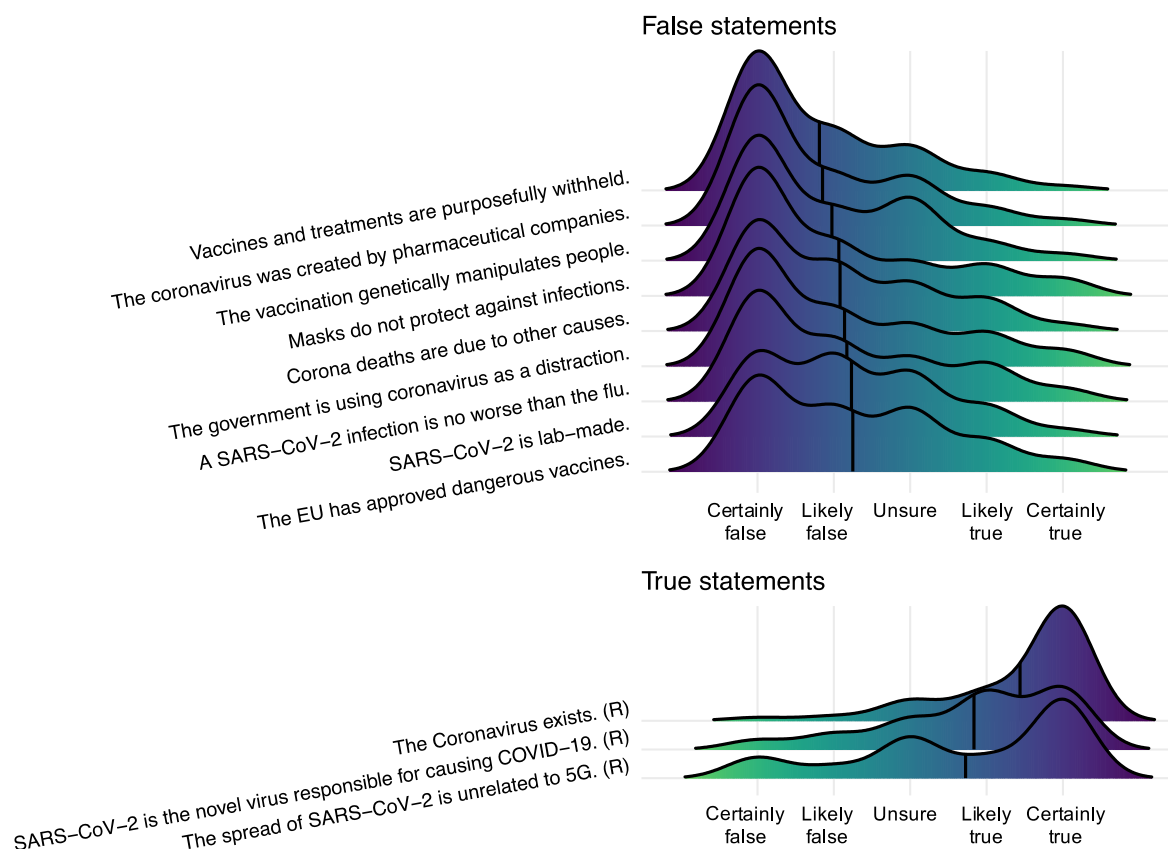 False statements
Vaccines and treatments are purposefully withheld.
The coronavirus was created by pharmaceutical companies.
The vaccination genetically manipulates people.
Masks do not protect against infections.
Corona deaths are due to other causes.
The government is using coronavirus as a distraction.
A SARS−CoV−2 infection is no worse than the flu.
SARS−CoV−2 is lab−made.
The EU has approved dangerous vaccines.
Certainly false
Likely false
Unsure
Likely true
Certainly true
True statements
The Coronavirus exists. (R)
SARS−CoV−2 is the novel virus responsible for causing COVID−19. (R)
The spread of SARS−CoV−2 is unrelated to 5G. (R)
Certainly false
Likely false
Unsure
Likely true
Certainly true